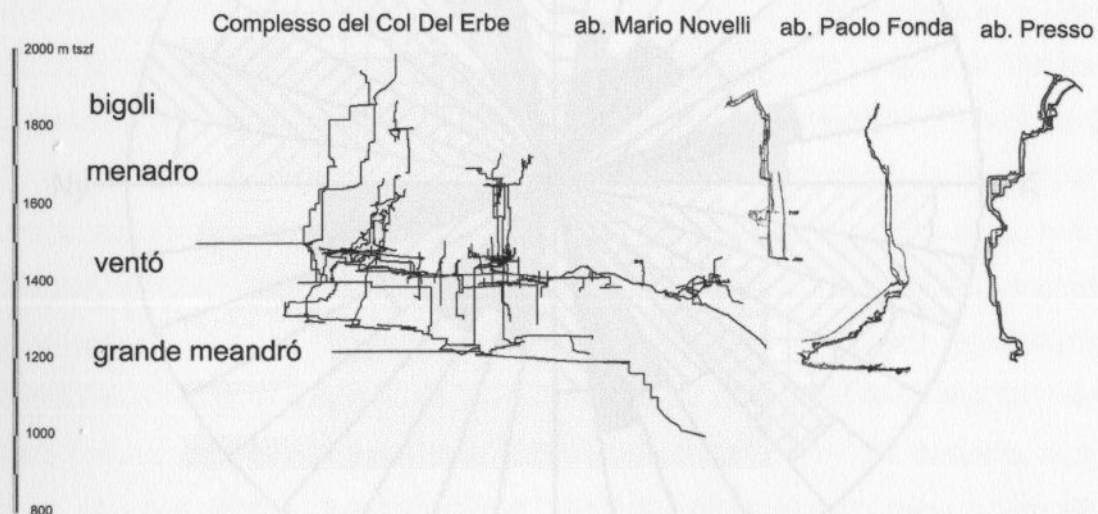 Complesso del Col Del Erbe
ab. Mario Novelli
ab. Paolo Fonda
ab. Presso
2000 m tszf
bigoli
1800
menadro
1600
ventó
1400
grande meandró
1200
1000
800